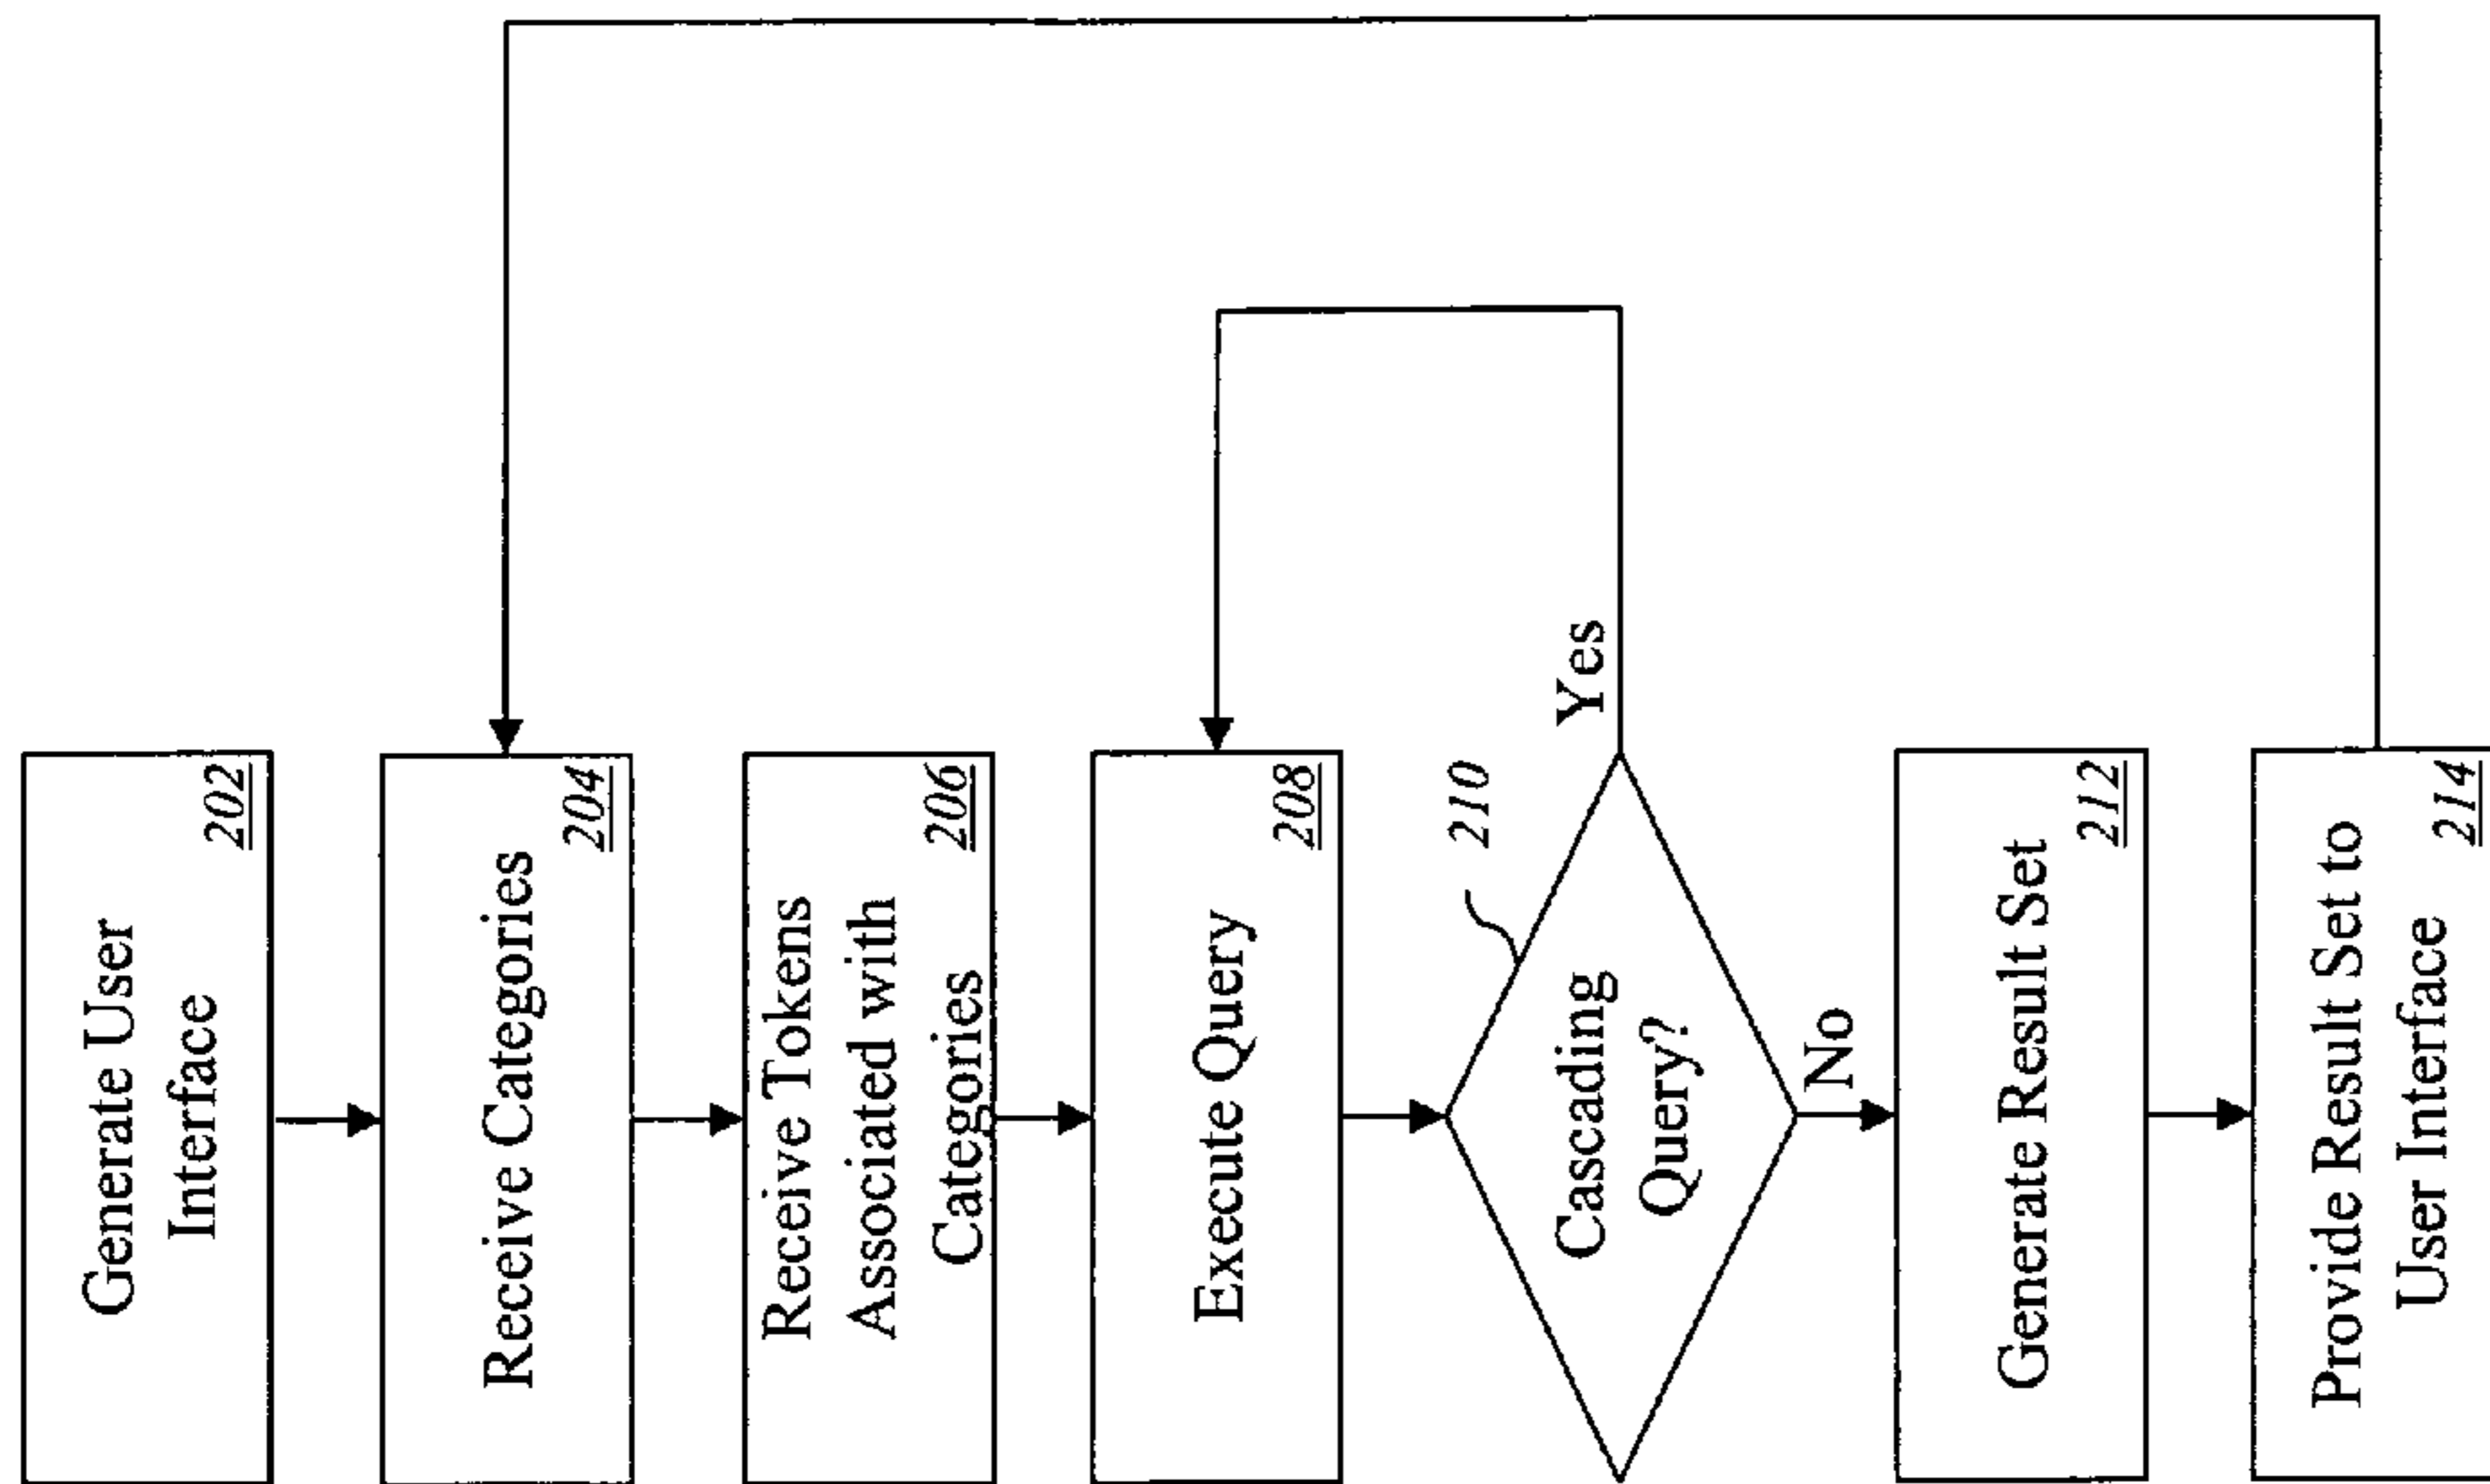 Generate User
Interface
202
Receive Categories
204
Receive Tokens
Associated with
Categories
206
Execute Query
208
Cascading
Query?
210
Yes
No
Generate Result Set
212
Provide Result Set to
User Interface
214